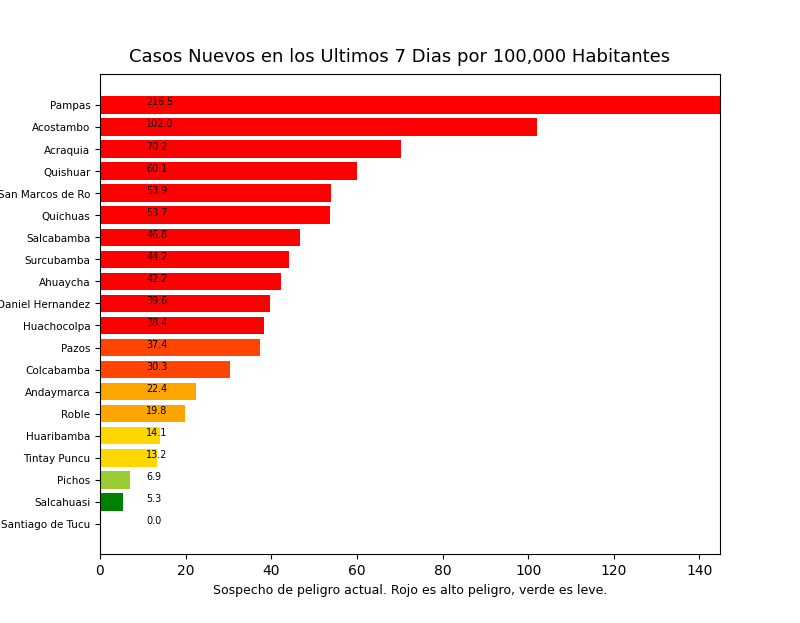 Casos Nuevos en los Ultimos 7 Dias por 100,000 Habitantes
Pampas 216.5
Acostambo 102.0
Acraquia 70.2
Quishuar 60.1
San Marcos de Ro 53.9
Quichuas 53.7
Salcabamba 46.8
Surcubamba 44.2
Ahuaycha 42.2
Daniel Hernandez 39.6
Huachocolpa 38.4
Pazos 37.4
Colcabamba 30.3
Andaymarca 22.4
Roble 19.8
Huaribamba 14.1
Tintay Puncu 13.2
Pichos 6.9
Salcahuasi 5.3
Santiago de Tucu 0.0
0 20 40 60 80 100 120 140
Sospecho de peligro actual. Rojo es alto peligro, verde es leve.